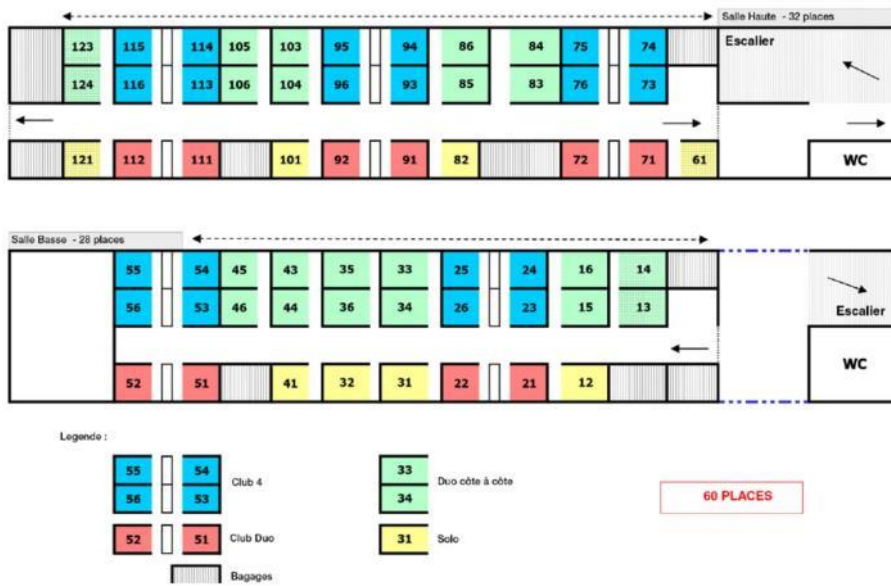 Salle Haute - 32 places
123 115 114 105 103 95 94 86 84 75 74 Escalier
124 116 113 106 104 96 93 85 83 76 73
121 112 111 101 92 91 82 72 71 61 WC
Salle Basse - 28 places
55 54 45 43 35 33 25 24 16 14
56 53 46 44 36 34 26 23 15 13 Escalier
52 51 41 32 31 22 21 12 WC
Legende :
55 54 33
Club 4 Duo côte à côte
56 53 34
60 PLACES
52 51 Club Duo 31 Solo
Bagages